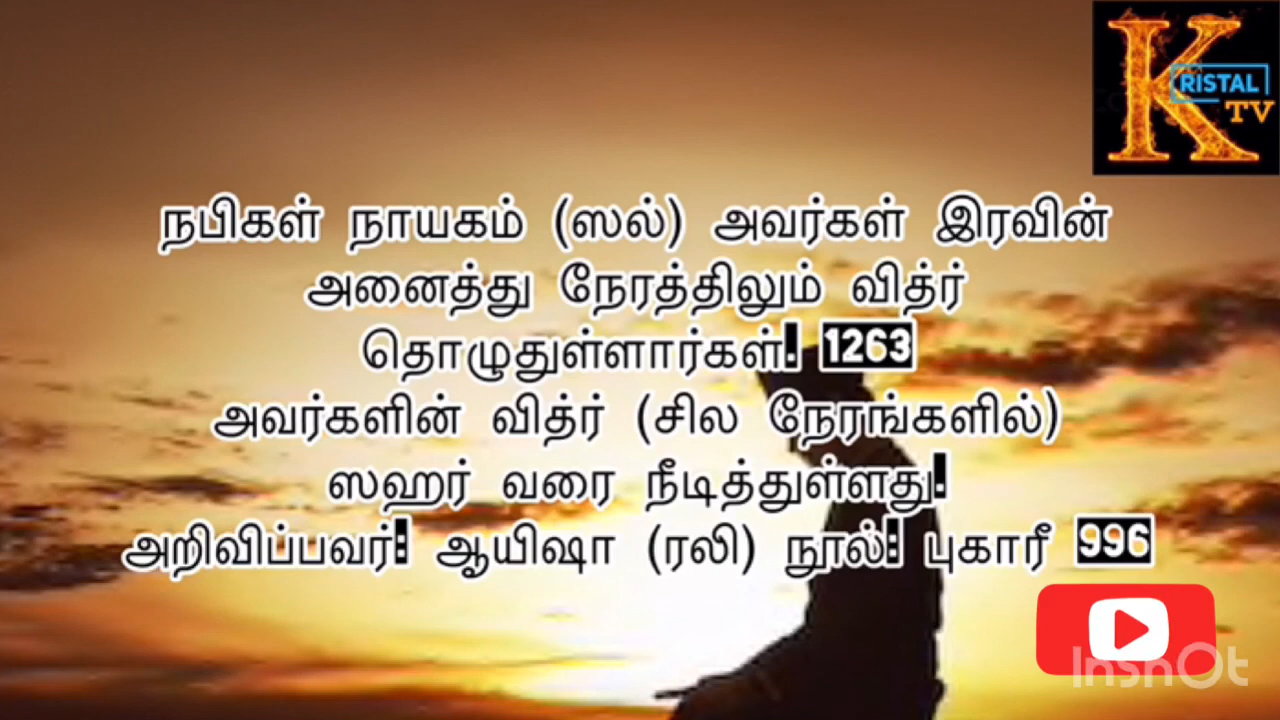 K
RISTAL
TV
நபிகள் நாயகம் (ஸல்) அவர்கள் இரவின்
அனைத்து நேரத்திலும் வித்ர்
தொழுதுள்ளார்கள். 1263
அவர்களின் வித்ர் (சில நேரங்களில்)
ஸஹர் வரை நீடித்துள்ளது.
அறிவிப்பவர்: ஆயிஷா (ரலி) நூல்: புகாரீ 996
InshOt